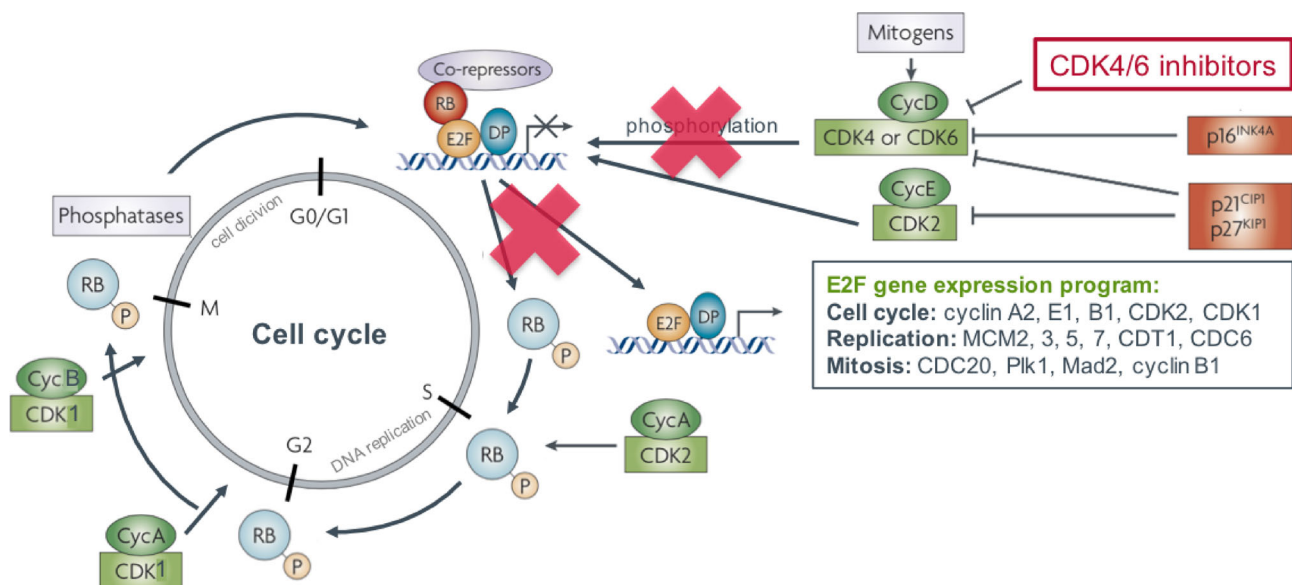 Mitogens
CDK4/6 inhibitors
Co-repressors
RB
E2F
DP
phosphorylation
CycD
CDK4 or CDK6
p16INK4A
CycE
CDK2
p21CIP1
p27KIP1
Phosphatases
cell dicivion
G0/G1
RB
P
M
Cell cycle
RB
P
E2F
DP
E2F gene expression program:
Cell cycle: cyclin A2, E1, B1, CDK2, CDK1
Replication: MCM2, 3, 5, 7, CDT1, CDC6
Mitosis: CDC20, Plk1, Mad2, cyclin B1
CycB
CDK1
S
DNA replication
G2
RB
P
CycA
CDK2
CycA
CDK1
RB
P